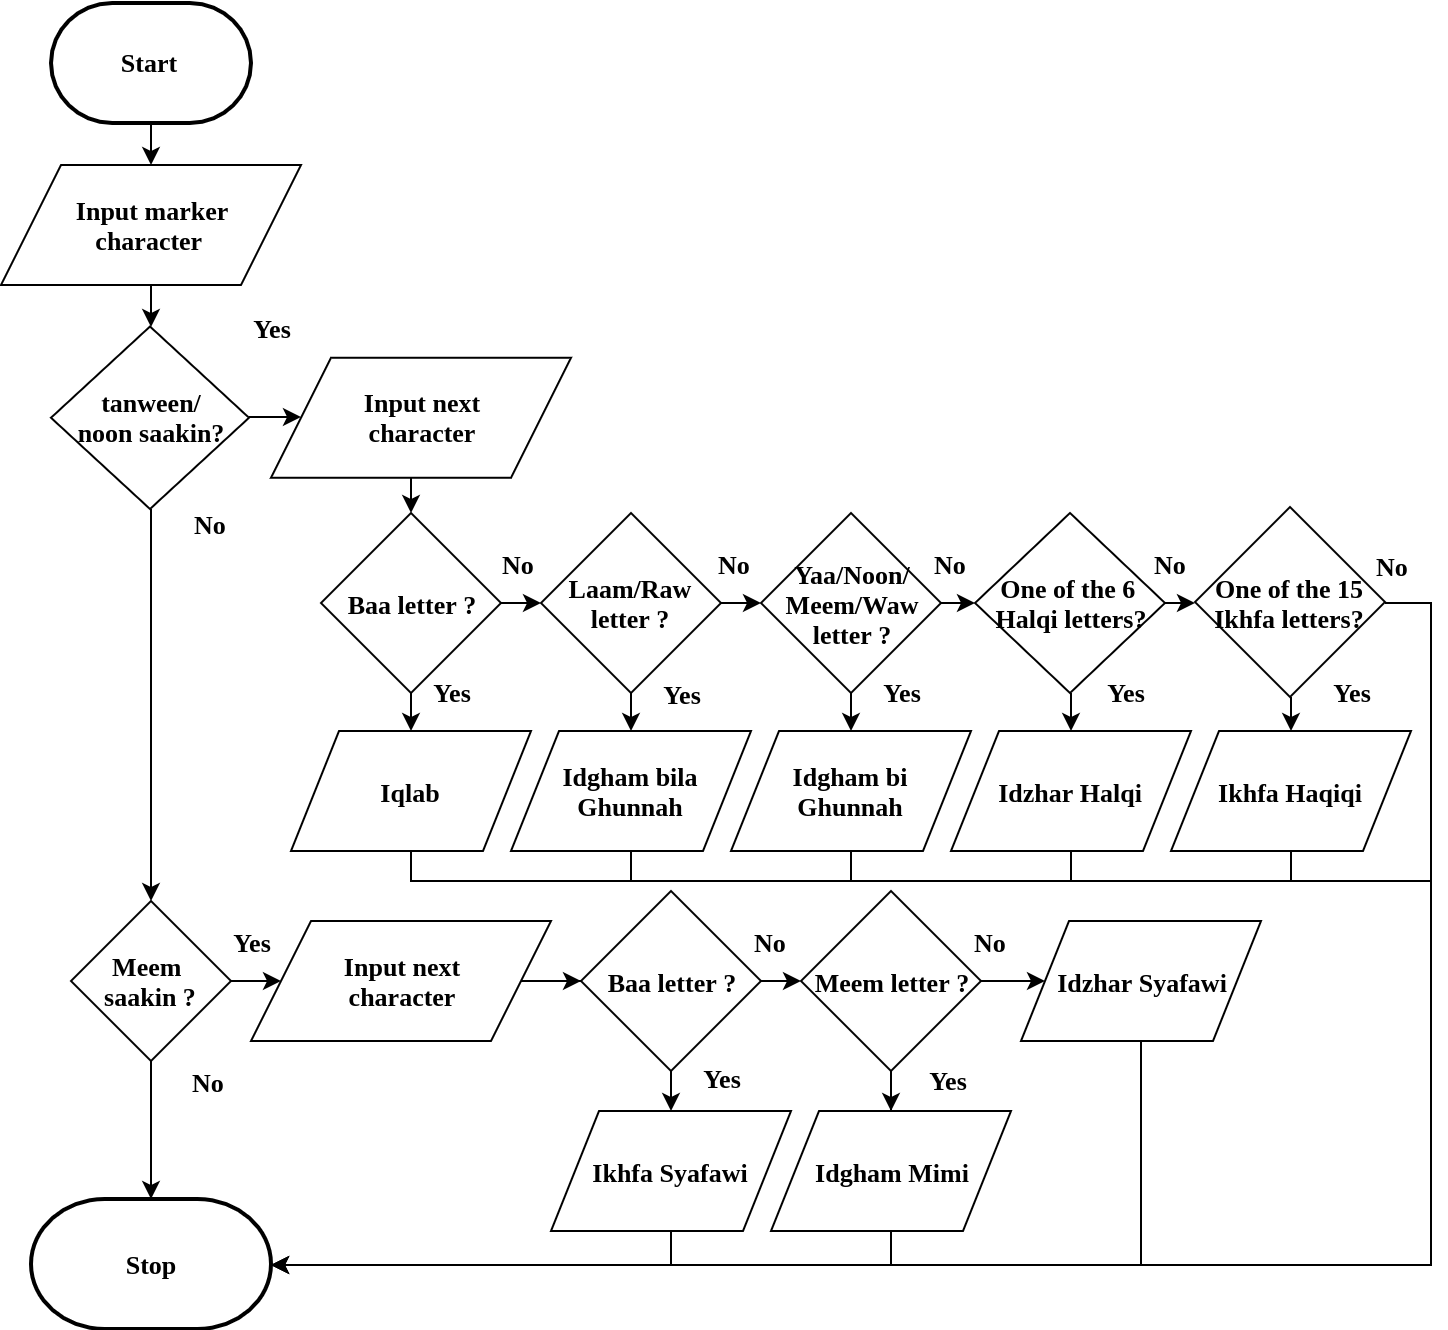 Start
Input marker
character
Yes
tanween/
noon saakin?
Input next
character
No
No
No
No
No
No
Baa letter ?
Laam/Raw
letter ?
Yaa/Noon/
Meem/Waw
letter ?
One of the 6
Halqi letters?
One of the 15
Ikhfa letters?
Yes
Yes
Yes
Yes
Yes
Iqlab
Idgham bila
Ghunnah
Idgham bi
Ghunnah
Idzhar Halqi
Ikhfa Haqiqi
Meem
saakin ?
Yes
Input next
character
Baa letter ?
No
Meem letter ?
No
Idzhar Syafawi
No
Yes
Yes
Ikhfa Syafawi
Idgham Mimi
Stop